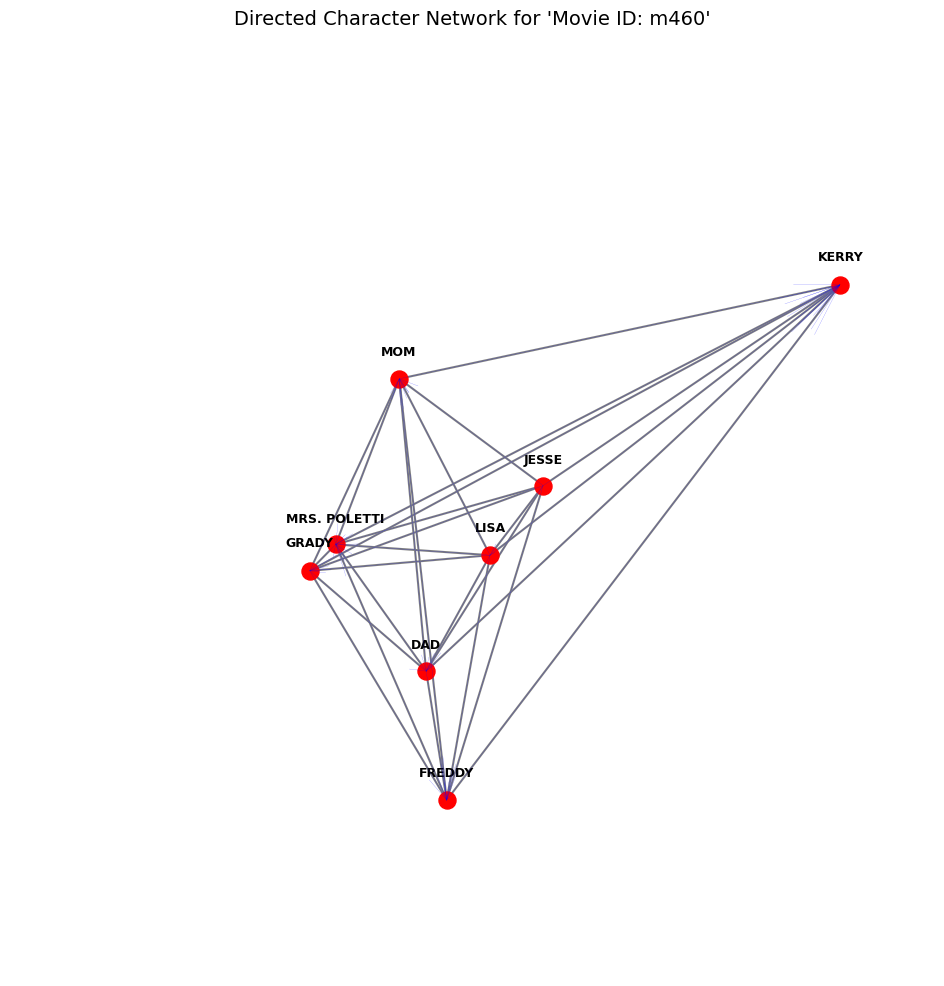 Directed Character Network for 'Movie ID: m460'
KERRY
MOM
JESSE
MRS. POLETTI
LISA
GRADY
DAD
FREDDY